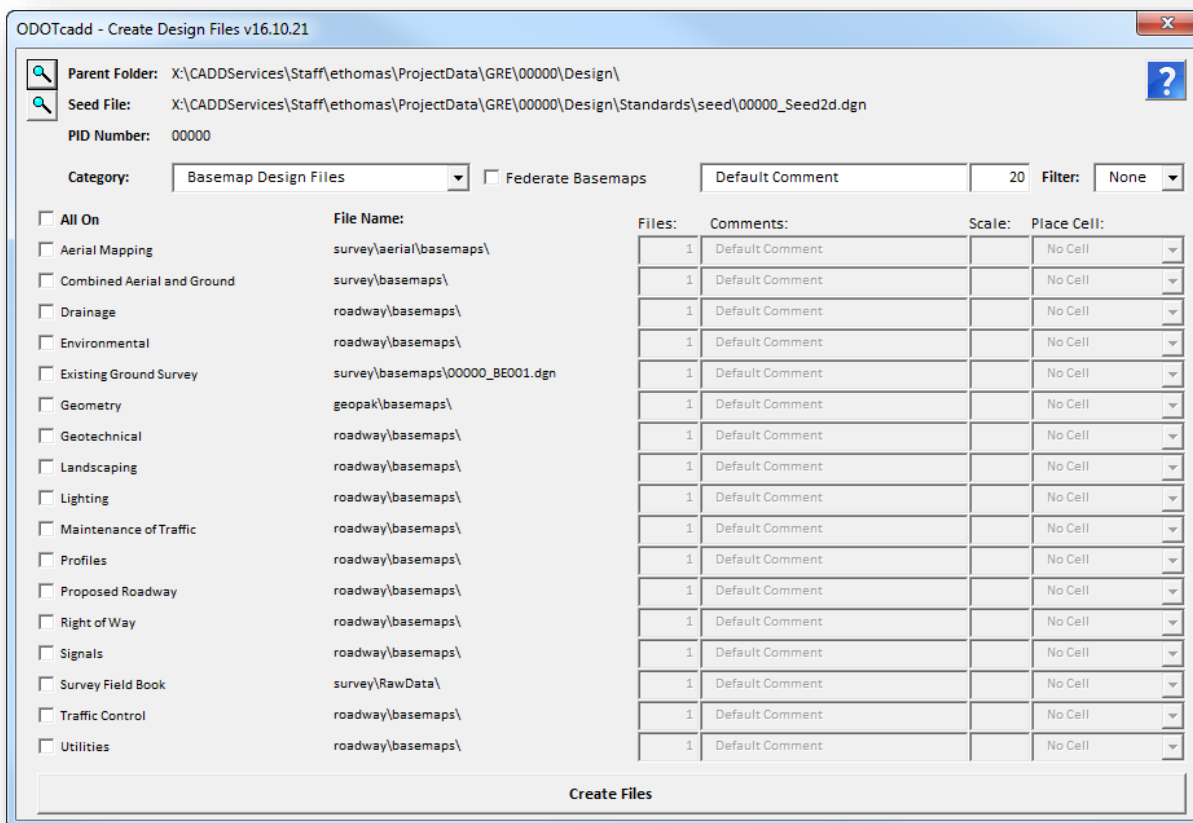 ODOTcadd - Create Design Files v16.10.21
x
Parent Folder: X:\CADDServices\Staff\ethomas\ProjectData\GRE\00000\Design\
?
Seed File: X:\CADDServices\Staff\ethomas\ProjectData\GRE\00000\Design\Standards\seed\00000_Seed2d.dgn
PID Number: 00000
Category: Basemap Design Files Federate Basemaps Default Comment 20 Filter: None
All On File Name: Files: Comments: Scale: Place Cell:
Aerial Mapping survey\aerial\basemaps\ 1 Default Comment No Cell
Combined Aerial and Ground survey\basemaps\ 1 Default Comment No Cell
Drainage roadway\basemaps\ 1 Default Comment No Cell
Environmental roadway\basemaps\ 1 Default Comment No Cell
Existing Ground Survey survey\basemaps\00000_BE001.dgn 1 Default Comment No Cell
Geometry geopak\basemaps\ 1 Default Comment No Cell
Geotechnical roadway\basemaps\ 1 Default Comment No Cell
Landscaping roadway\basemaps\ 1 Default Comment No Cell
Lighting roadway\basemaps\ 1 Default Comment No Cell
Maintenance of Traffic roadway\basemaps\ 1 Default Comment No Cell
Profiles roadway\basemaps\ 1 Default Comment No Cell
Proposed Roadway roadway\basemaps\ 1 Default Comment No Cell
Right of Way roadway\basemaps\ 1 Default Comment No Cell
Signals roadway\basemaps\ 1 Default Comment No Cell
Survey Field Book survey\RawData\ 1 Default Comment No Cell
Traffic Control roadway\basemaps\ 1 Default Comment No Cell
Utilities roadway\basemaps\ 1 Default Comment No Cell
Create Files